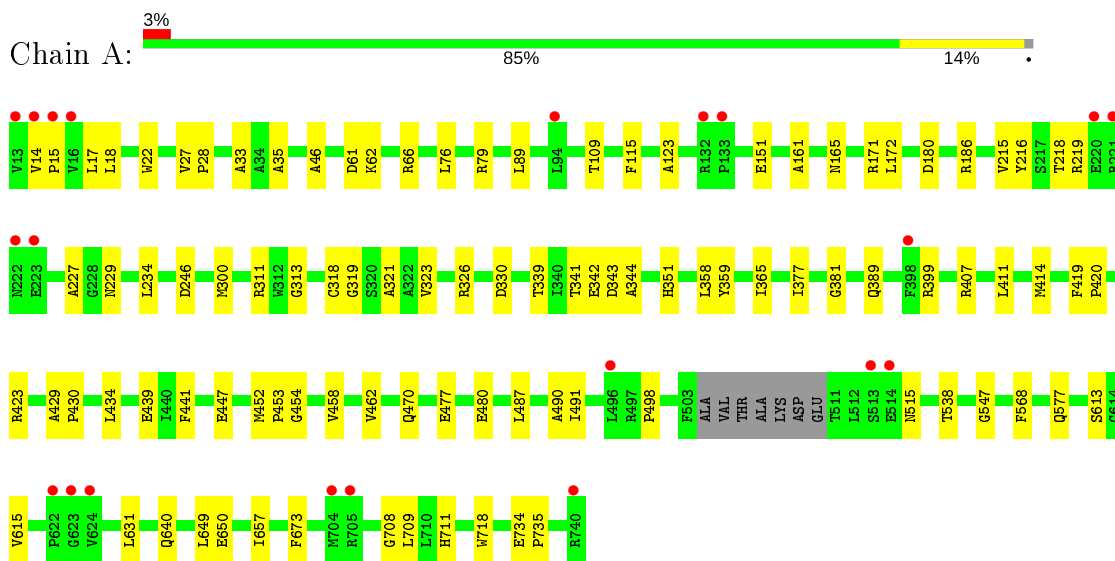 3%
Chain A:
85% 14% •
V13 V14 P15 V16 L17 L18 W22 V27 P28 A33 A34 A35 A46 D61 K62 R66 L76 R79 L89 L94 T109 F115 A123 R132 P133 E151 A161 N165 R171 L172 D180 R186 V215 Y216 S217 T218 R219 E220
N222 E223 A227 G228 N229 L234 D246 M300 R311 W312 G313 C318 G319 S320 A321 A322 V323 R326 D330 T339 I340 T341 E342 D343 A344 H351 L358 Y359 I365 I377 G381 Q389 F398 R399 R407 L411 M414 F419 P420
R423 A429 P430 L434 E439 I440 F441 E447 M452 P453 G454 V458 V462 Q470 E477 E480 L487 A490 I491 L496 R497 P498 F503 ALA VAL THR ALA LYS ASP GLU T511 L512 S513 E514 N515 T538 G547 F568 Q577 S613
V615 P622 G623 V624 L631 Q640 L649 E650 I657 F673 M704 R705 G708 L709 L710 H711 W718 E734 P735 R740